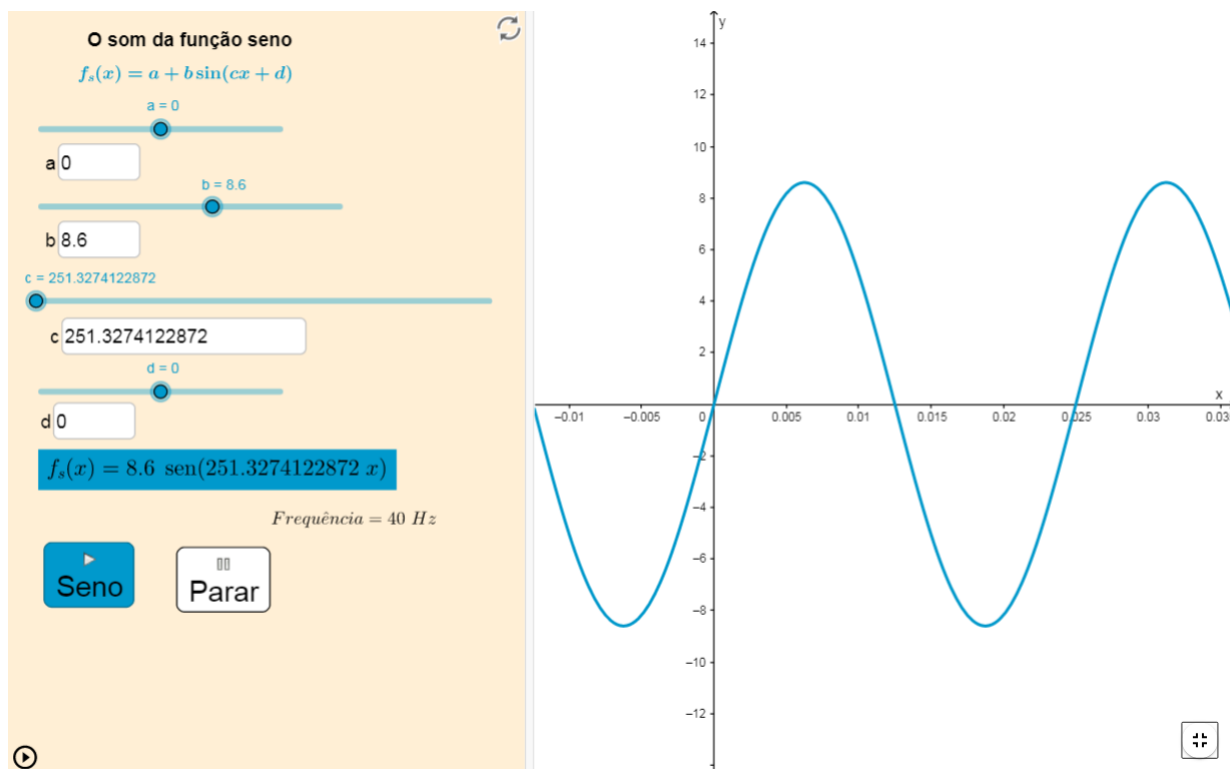 O som da função seno
f_s(x) = a + b sin(cx + d)
a = 0
a 0
b = 8.6
b 8.6
c = 251.3274122872
c 251.3274122872
d = 0
d 0
f_s(x) = 8.6 sen(251.3274122872 x)
Frequência = 40 Hz
Seno
Parar
y
14
12
10
8
6
4
2
x
−0.01 −0.005 0 0.005 0.01 0.015 0.02 0.025 0.03 0.03
−2
−4
−6
−8
−10
−12